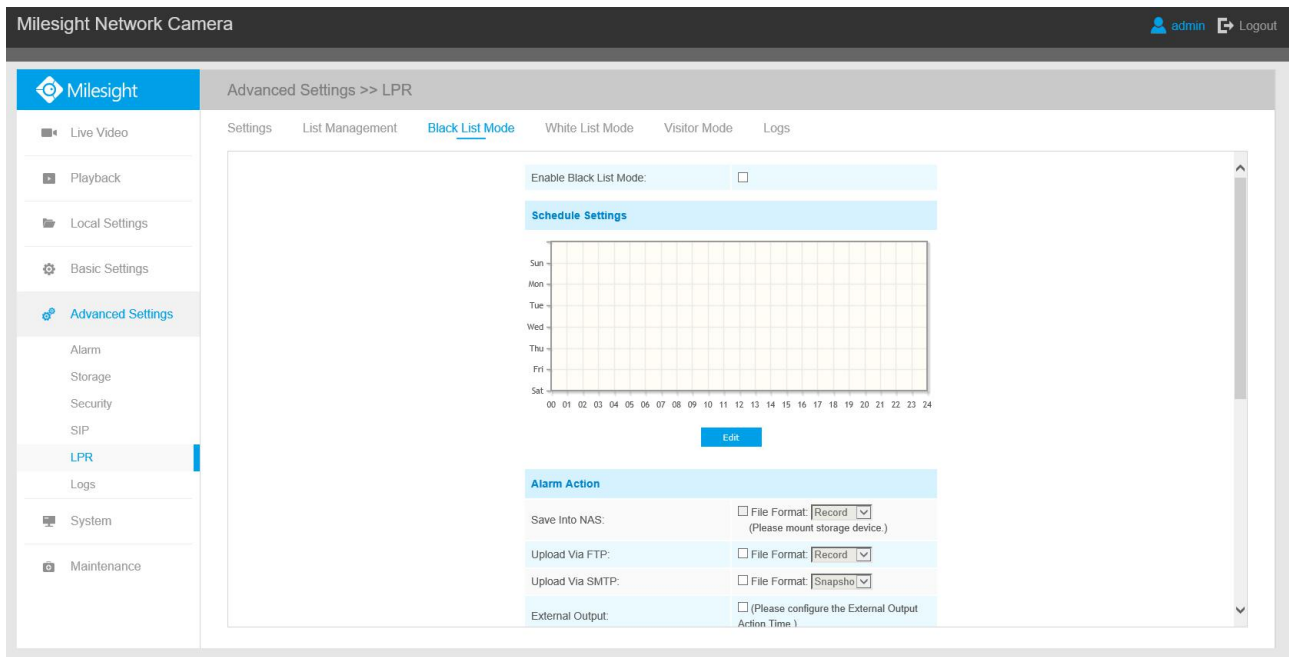 Milesight Network Camera
admin Logout
Milesight
Live Video
Playback
Local Settings
Basic Settings
Advanced Settings
Alarm
Storage
Security
SIP
LPR
Logs
System
Maintenance
Advanced Settings >> LPR
Settings List Management Black List Mode White List Mode Visitor Mode Logs
Enable Black List Mode:
Schedule Settings
Sun
Mon
Tue
Wed
Thu
Fri
Sat
00 01 02 03 04 05 06 07 08 09 10 11 12 13 14 15 16 17 18 19 20 21 22 23 24
Edit
Alarm Action
Save Into NAS: File Format: Record
(Please mount storage device.)
Upload Via FTP: File Format: Record
Upload Via SMTP: File Format: Snapsho
External Output: (Please configure the External Output
Action Time.)